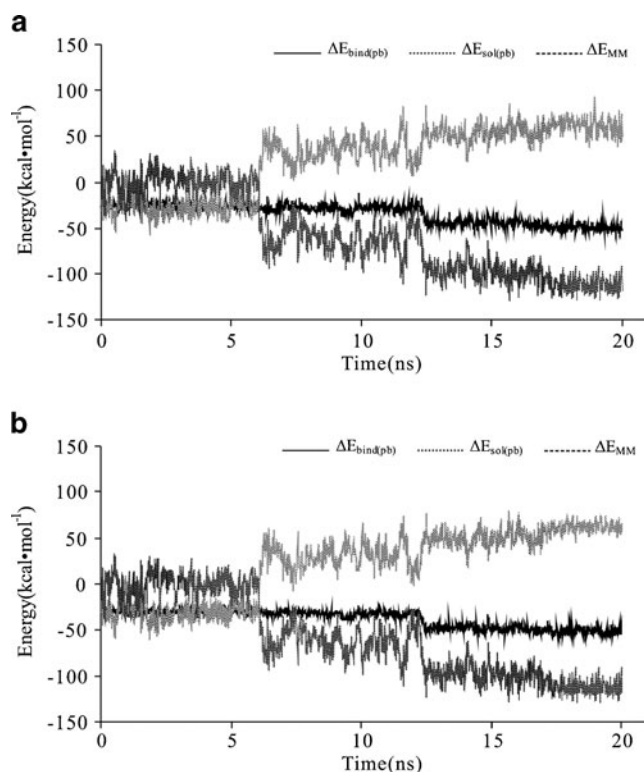 a
ΔE_bind(pb) ΔE_sol(pb) ΔE_MM
150
100
50
0
-50
-100
-150
Energy(kcal•mol⁻¹)
0 5 10 15 20
Time(ns)
b
ΔE_bind(pb) ΔE_sol(pb) ΔE_MM
150
100
50
0
-50
-100
-150
Energy(kcal•mol⁻¹)
0 5 10 15 20
Time(ns)